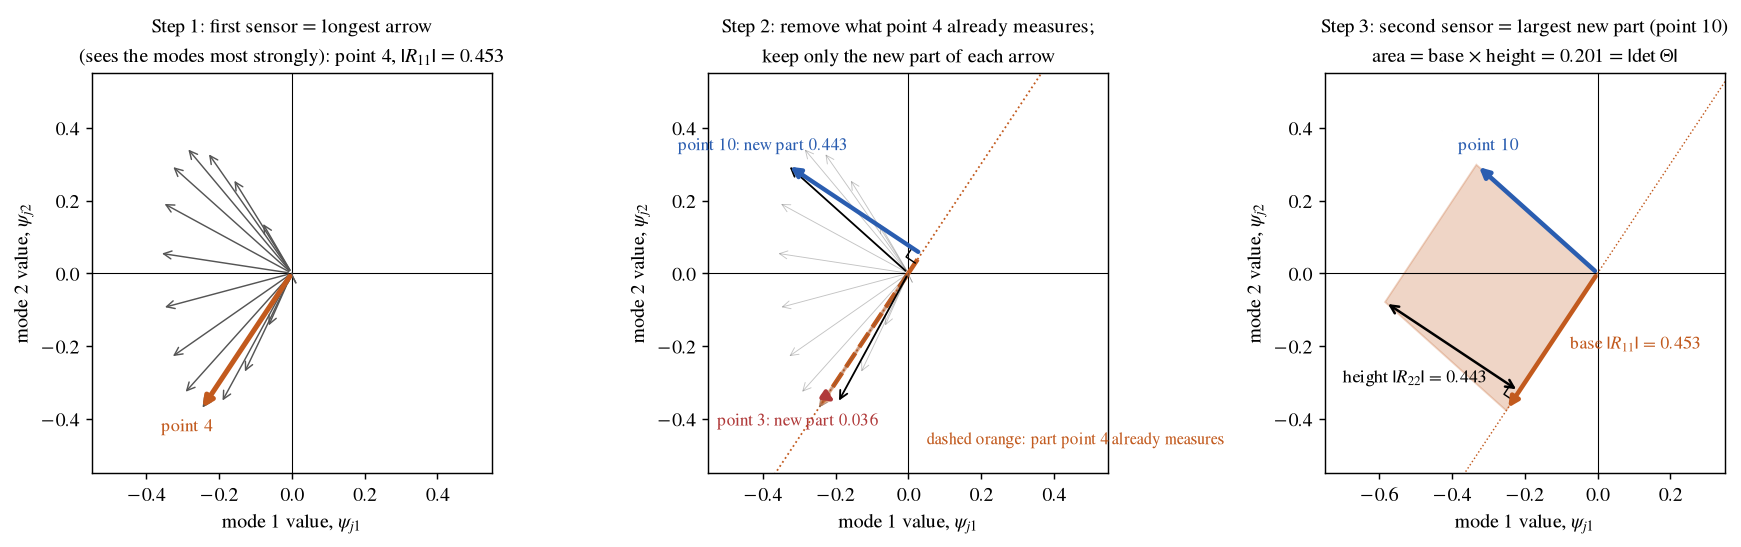 Step 1: first sensor = longest arrow
(sees the modes most strongly): point 4, |R₁₁| = 0.453
mode 2 value, ψⱼ₂
0.4
0.2
0.0
−0.2
−0.4
point 4
−0.4 −0.2 0.0 0.2 0.4
mode 1 value, ψⱼ₁
Step 2: remove what point 4 already measures;
keep only the new part of each arrow
mode 2 value, ψⱼ₂
0.4
0.2
0.0
−0.2
−0.4
point 10: new part 0.443
point 3: new part 0.036
dashed orange: part point 4 already measures
−0.4 −0.2 0.0 0.2 0.4
mode 1 value, ψⱼ₁
Step 3: second sensor = largest new part (point 10)
area = base × height = 0.201 = |det Θ|
mode 2 value, ψⱼ₂
0.4
0.2
0.0
−0.2
−0.4
point 10
base |R₁₁| = 0.453
height |R₂₂| = 0.443
−0.6 −0.4 −0.2 0.0 0.2
mode 1 value, ψⱼ₁